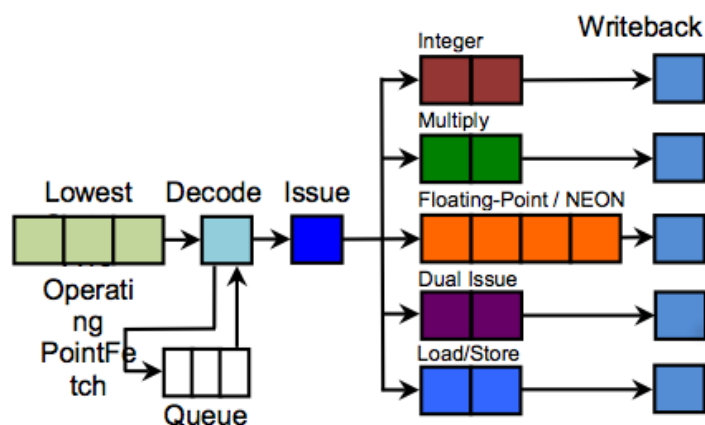 Writeback
Integer
Multiply
Lowest
Decode
Issue
Floating-Point / NEON
Operati
ng
PointFe
tch
Dual Issue
Load/Store
Queue